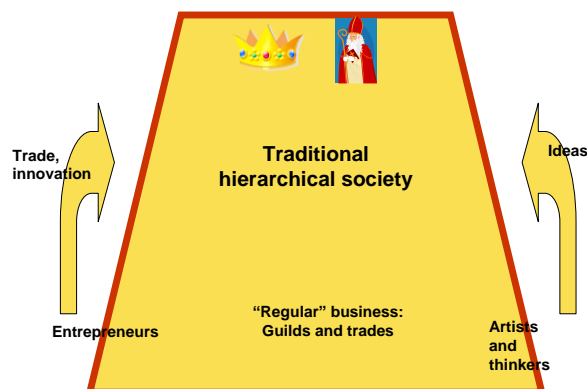 Trade,
innovation
Traditional
hierarchical society
Ideas
Entrepreneurs
“Regular” business:
Guilds and trades
Artists
and
thinkers